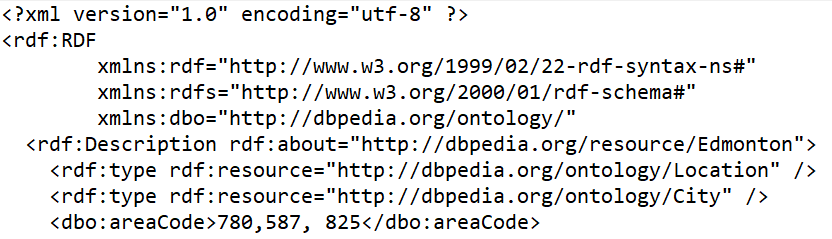 <?xml version="1.0" encoding="utf-8" ?>
<rdf:RDF
xmlns:rdf="http://www.w3.org/1999/02/22-rdf-syntax-ns#"
xmlns:rdfs="http://www.w3.org/2000/01/rdf-schema#"
xmlns:dbo="http://dbpedia.org/ontology/"
<rdf:Description rdf:about="http://dbpedia.org/resource/Edmonton">
<rdf:type rdf:resource="http://dbpedia.org/ontology/Location" />
<rdf:type rdf:resource="http://dbpedia.org/ontology/City" />
<dbo:areaCode>780,587, 825</dbo:areaCode>